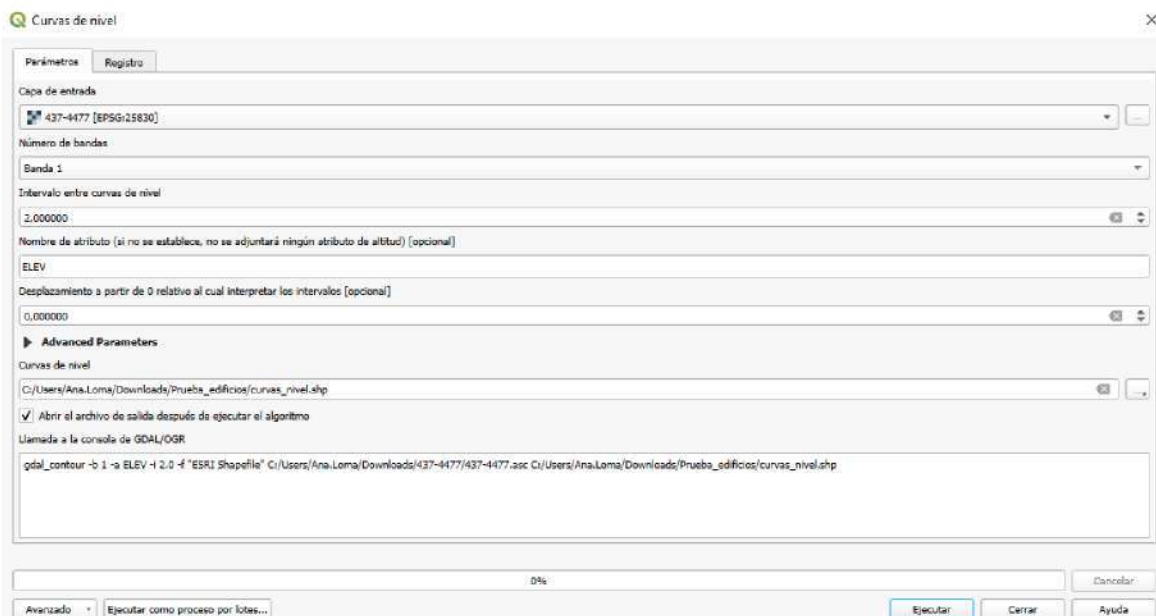 Curvas de nivel
Parámetros Registro
Capa de entrada
437-4477 [EPSG:25830]
Número de bandas
Banda 1
Intervalo entre curvas de nivel
2,000000
Nombre de atributo (si no se establece, no se adjuntará ningún atributo de altitud) [opcional]
ELEV
Desplazamiento a partir de 0 relativo al cual interpretar los intervalos [opcional]
0,000000
Advanced Parameters
Curvas de nivel
C:/Users/Ana.Loma/Downloads/Prueba_edificios/curvas_nivel.shp
Abrir el archivo de salida después de ejecutar el algoritmo
Llamada a la consola de GDAL/OGR
gdal_contour -b 1 -a ELEV -i 2.0 -f "ESRI Shapefile" C:/Users/Ana.Loma/Downloads/437-4477/437-4477.asc C:/Users/Ana.Loma/Downloads/Prueba_edificios/curvas_nivel.shp
0%
Cancelar
Avanzado Ejecutar como proceso por lotes... Ejecutar Cerrar Ayuda